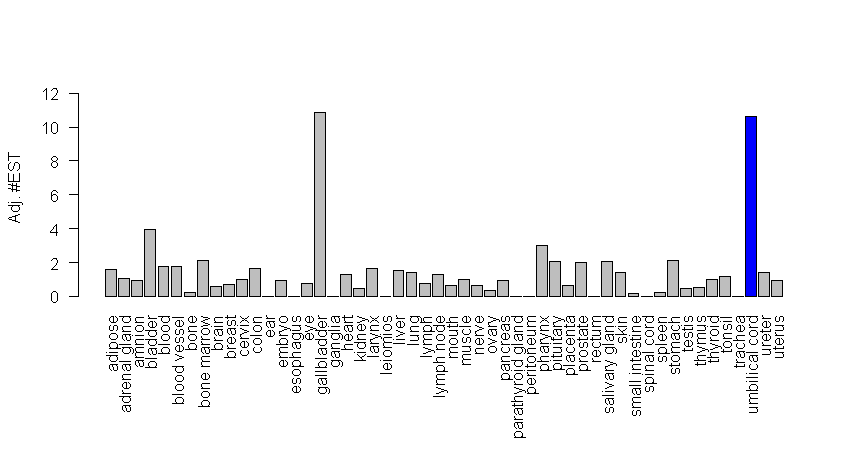 Adj. #EST
12
10
8
6
4
2
0
adipose
adrenal gland
amnion
bladder
blood
blood vessel
bone
bone marrow
brain
breast
cervix
colon
ear
embryo
esophagus
eye
gallbladder
ganglia
heart
kidney
larynx
leiomios
liver
lung
lymph
lymph node
mouth
muscle
nerve
ovary
pancreas
parathyroid gland
peritoneum
pharynx
pituitary
placenta
prostate
rectum
salivary gland
skin
small intestine
spinal cord
spleen
stomach
testis
thymus
thyroid
tonsil
trachea
umbilical cord
ureter
uterus